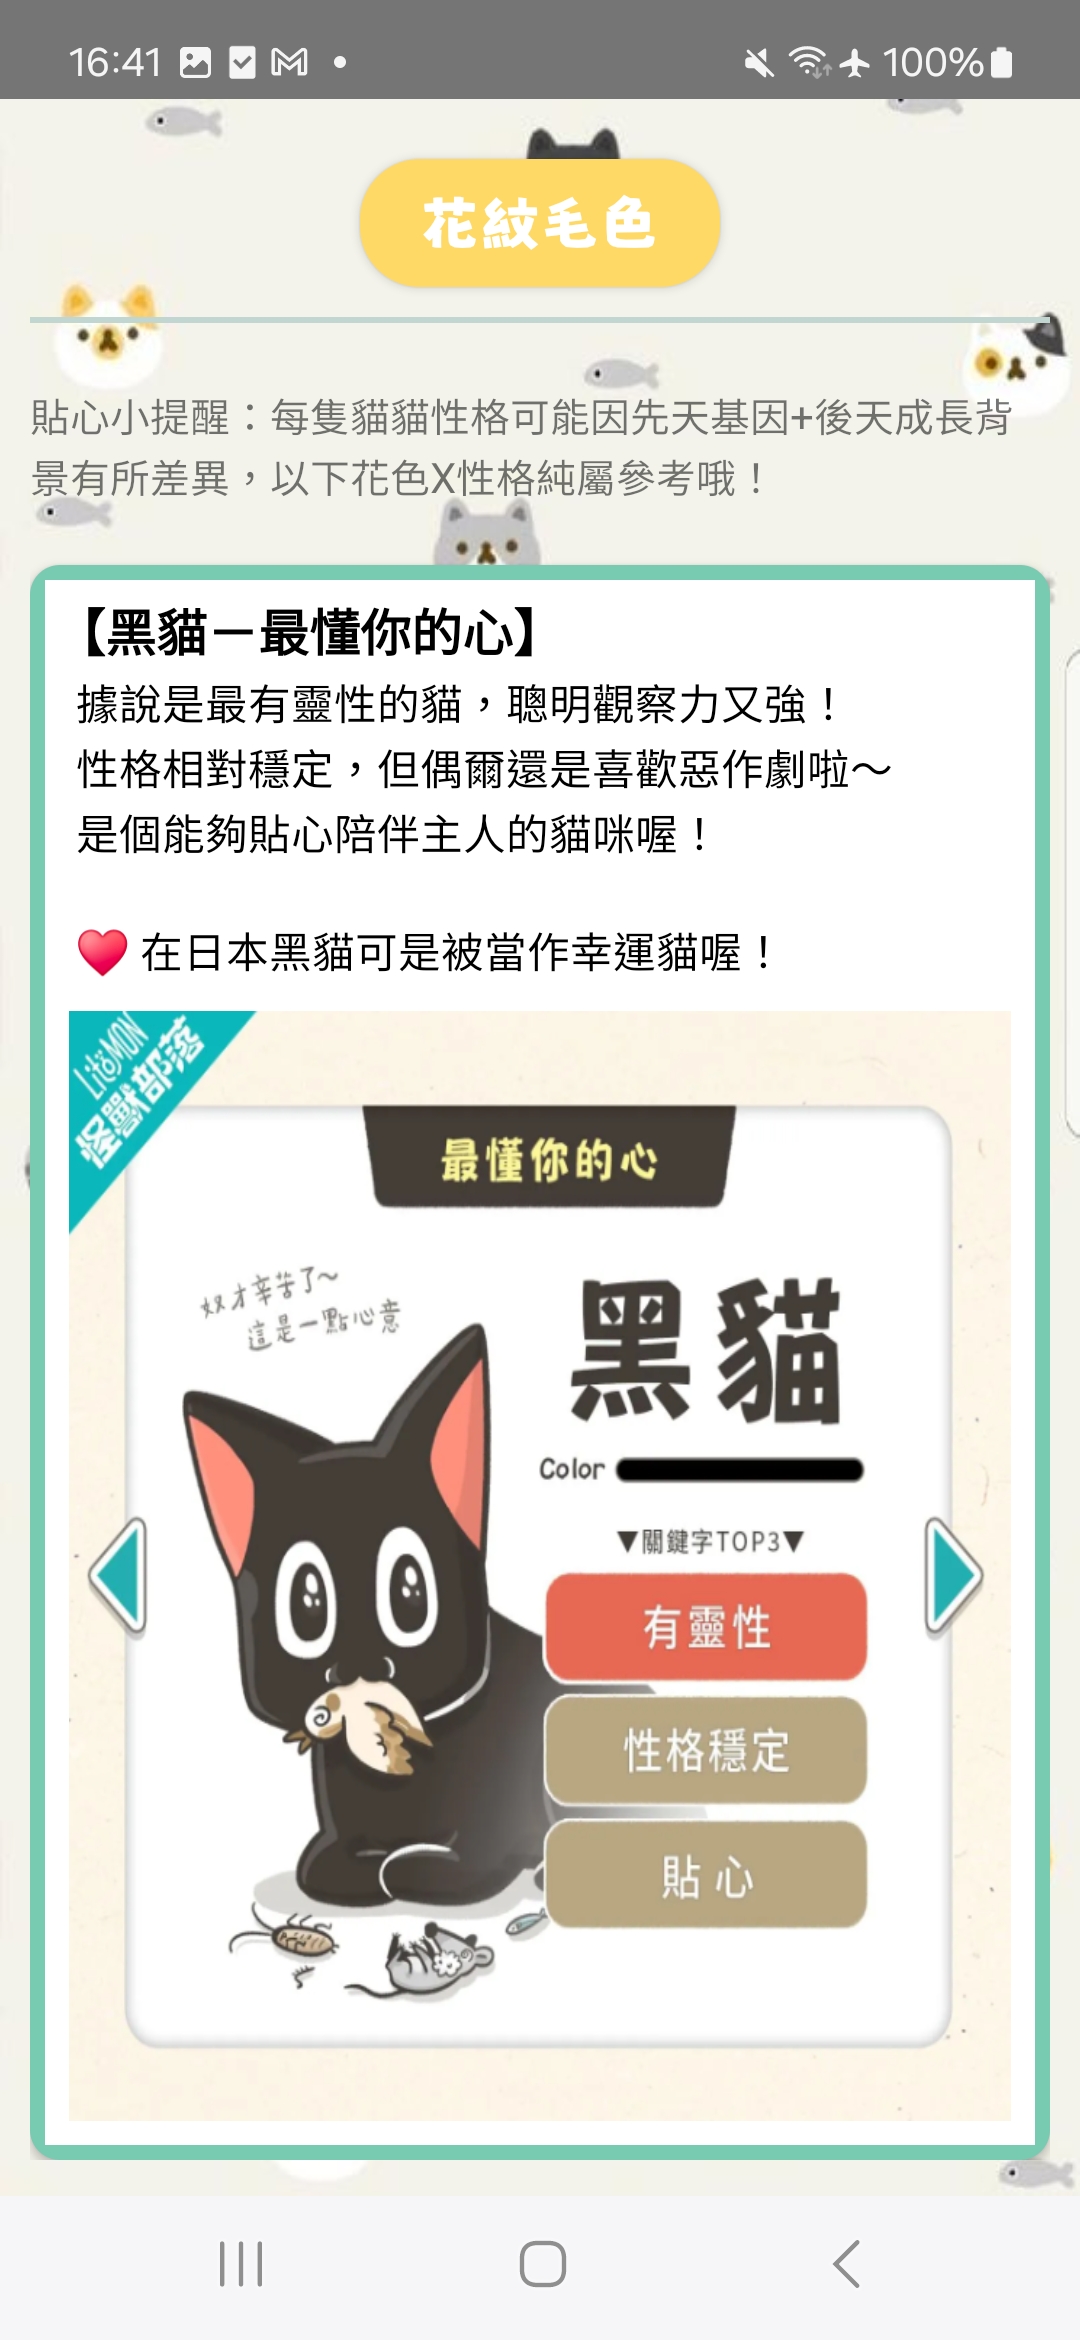 16:41
100%
花紋毛色
貼心小提醒：每隻貓貓性格可能因先天基因+後天成長背
景有所差異，以下花色X性格純屬參考哦！
【黑貓－最懂你的心】
據說是最有靈性的貓，聰明觀察力又強！
性格相對穩定，但偶爾還是喜歡惡作劇啦～
是個能夠貼心陪伴主人的貓咪喔！
❤️ 在日本黑貓可是被當作幸運貓喔！
LitoMON
怪獸部落
最懂你的心
奴才辛苦了～
這是一點心意
黑貓
Color
▼關鍵字TOP3▼
有靈性
性格穩定
貼心